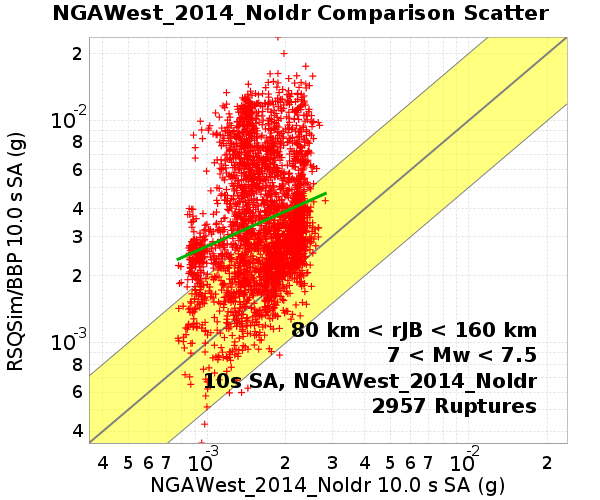 NGAWest_2014_NoIdr Comparison Scatter
RSQSim/BBP 10.0 s SA (g)
2
10-2
8
6
4
3
2
10-3
8
6
4
80 km < rJB < 160 km
7 < Mw < 7.5
10s SA, NGAWest_2014_NoIdr
2957 Ruptures
4 5 6 7 10-3 2 3 4 5 6 7 10-2 2
NGAWest_2014_NoIdr 10.0 s SA (g)